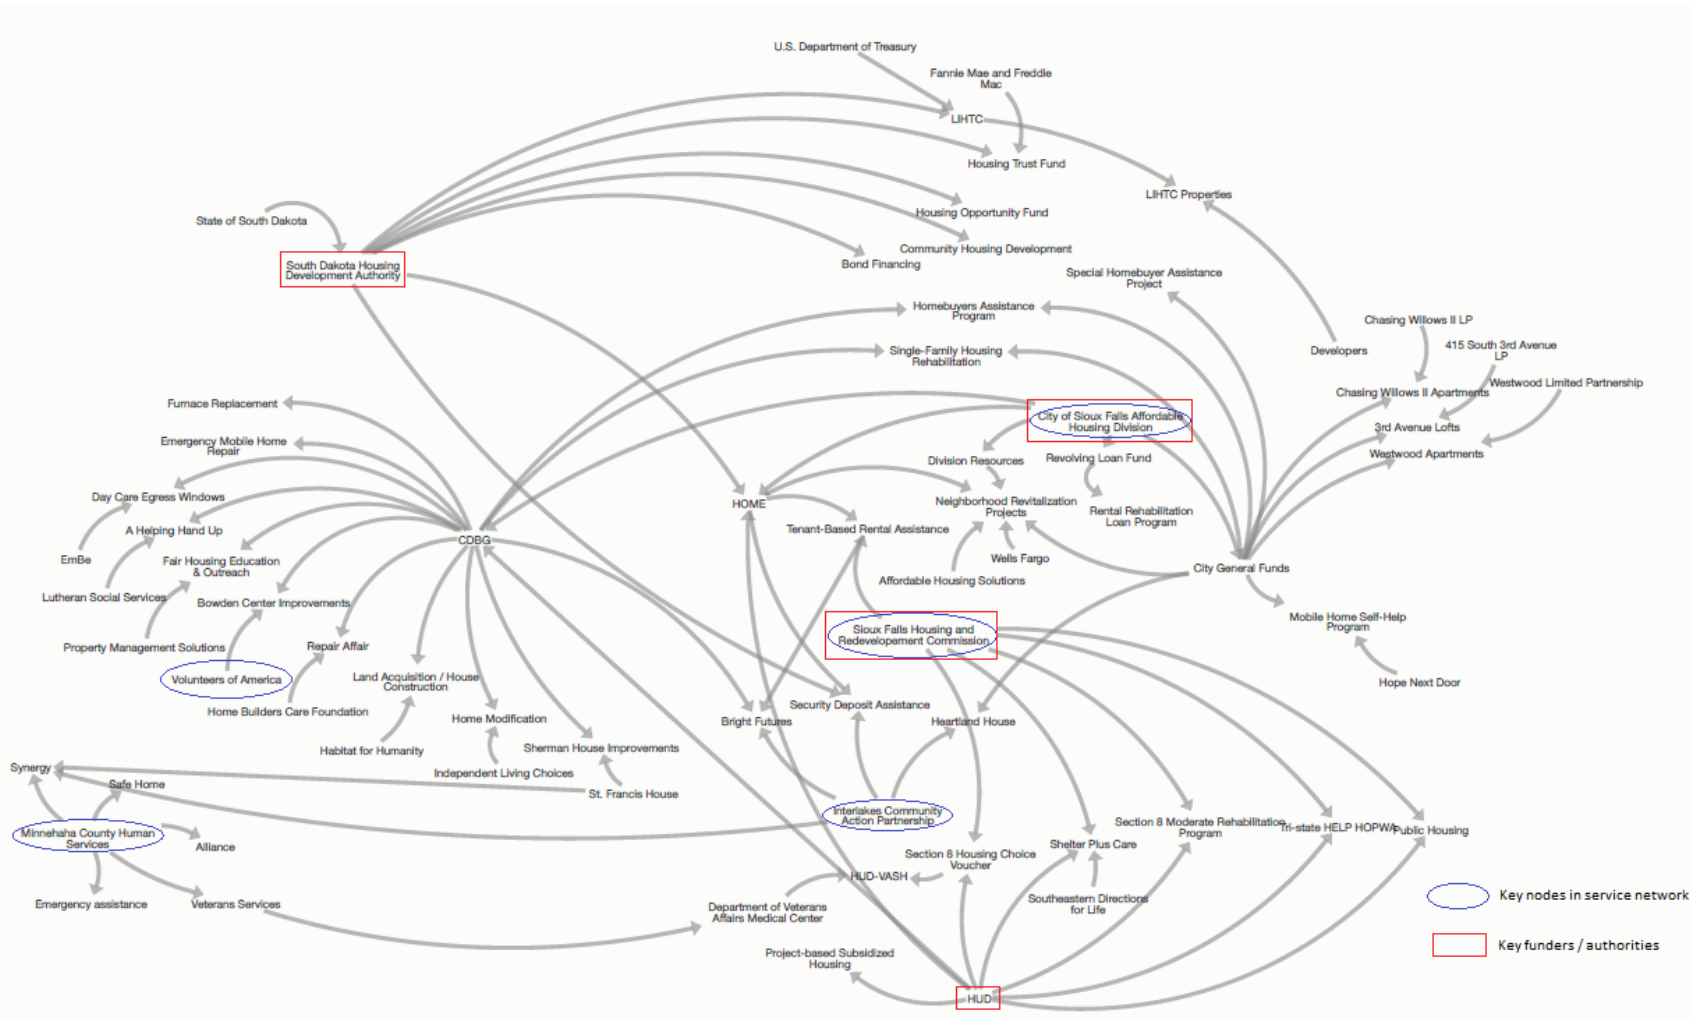 U.S. Department of Treasury
Fannie Mae and Freddie
Mac
LIHTC
Housing Trust Fund
LIHTC Properties
State of South Dakota
Housing Opportunity Fund
Community Housing Development
Bond Financing
South Dakota Housing
Development Authority
Special Homebuyer Assistance
Project
Homebuyers Assistance
Program
Chasing Willows II LP
Developers
415 South 3rd Avenue
LP
Single-Family Housing
Rehabilitation
Westwood Limited Partnership
Chasing Willows II Apartments
Furnace Replacement
City of Sioux Falls Affordable
Housing Division
3rd Avenue Lofts
Emergency Mobile Home
Repair
Division Resources
Revolving Loan Fund
Westwood Apartments
Day Care Egress Windows
HOME
Neighborhood Revitalization
Projects
Rental Rehabilitation
Loan Program
A Helping Hand Up
CDBG
Tenant-Based Rental Assistance
EmBe
Fair Housing Education
& Outreach
Wells Fargo
City General Funds
Affordable Housing Solutions
Lutheran Social Services
Bowden Center Improvements
Mobile Home Self-Help
Program
Sioux Falls Housing and
Redevelopement Commission
Property Management Solutions
Repair Affair
Volunteers of America
Land Acquisition / House
Construction
Hope Next Door
Home Builders Care Foundation
Home Modification
Bright Futures
Security Deposit Assistance
Heartland House
Habitat for Humanity
Sherman House Improvements
Synergy
Independent Living Choices
Safe Home
St. Francis House
Interlakes Community
Action Partnership
Minnehaha County Human
Services
Alliance
Section 8 Moderate Rehabilitation
Program
Tri-state HELP HOPWA
Public Housing
Section 8 Housing Choice
Voucher
Shelter Plus Care
HUD-VASH
Emergency assistance
Veterans Services
Department of Veterans
Affairs Medical Center
Southeastern Directions
for Life
Key nodes in service network
Project-based Subsidized
Housing
Key funders / authorities
HUD